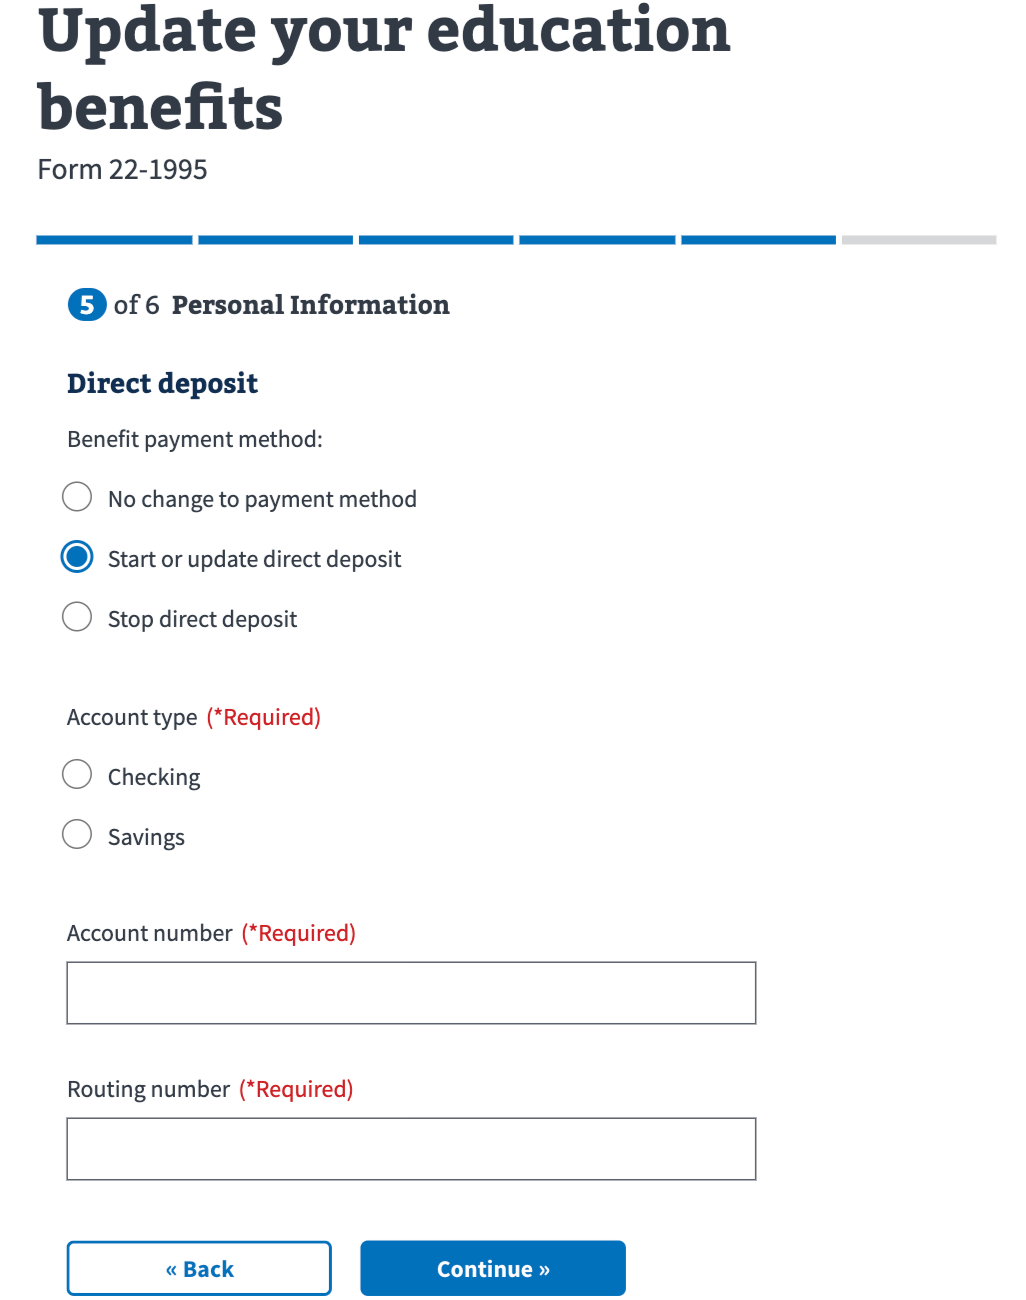 Update your education
benefits
Form 22-1995
5 of 6 Personal Information
Direct deposit
Benefit payment method:
No change to payment method
Start or update direct deposit
Stop direct deposit
Account type (*Required)
Checking
Savings
Account number (*Required)
Routing number (*Required)
« Back
Continue »